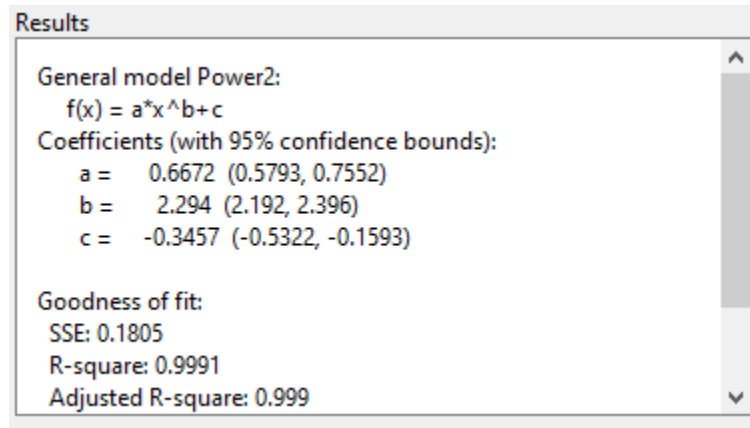 Results
General model Power2:
f(x) = a*x^b+c
Coefficients (with 95% confidence bounds):
a = 0.6672 (0.5793, 0.7552)
b = 2.294 (2.192, 2.396)
c = -0.3457 (-0.5322, -0.1593)
Goodness of fit:
SSE: 0.1805
R-square: 0.9991
Adjusted R-square: 0.999